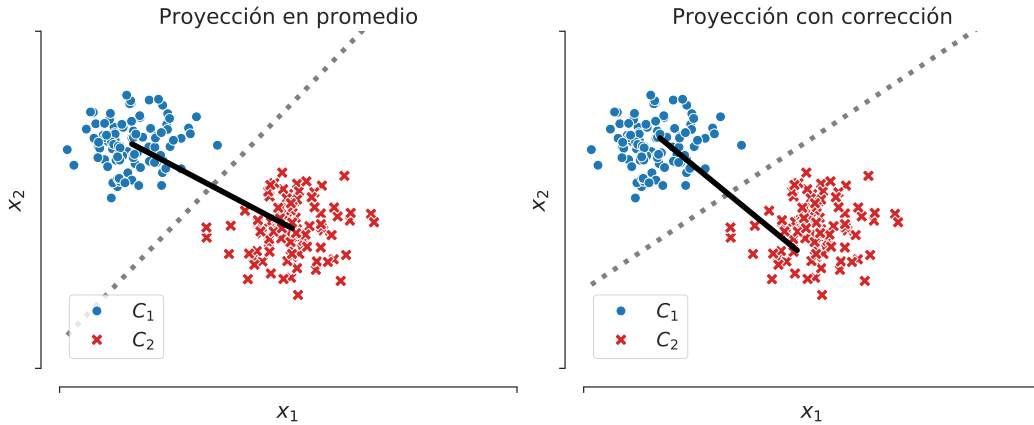 Proyección en promedio
x₂
C₁
C₂
x₁
Proyección con corrección
x₂
C₁
C₂
x₁